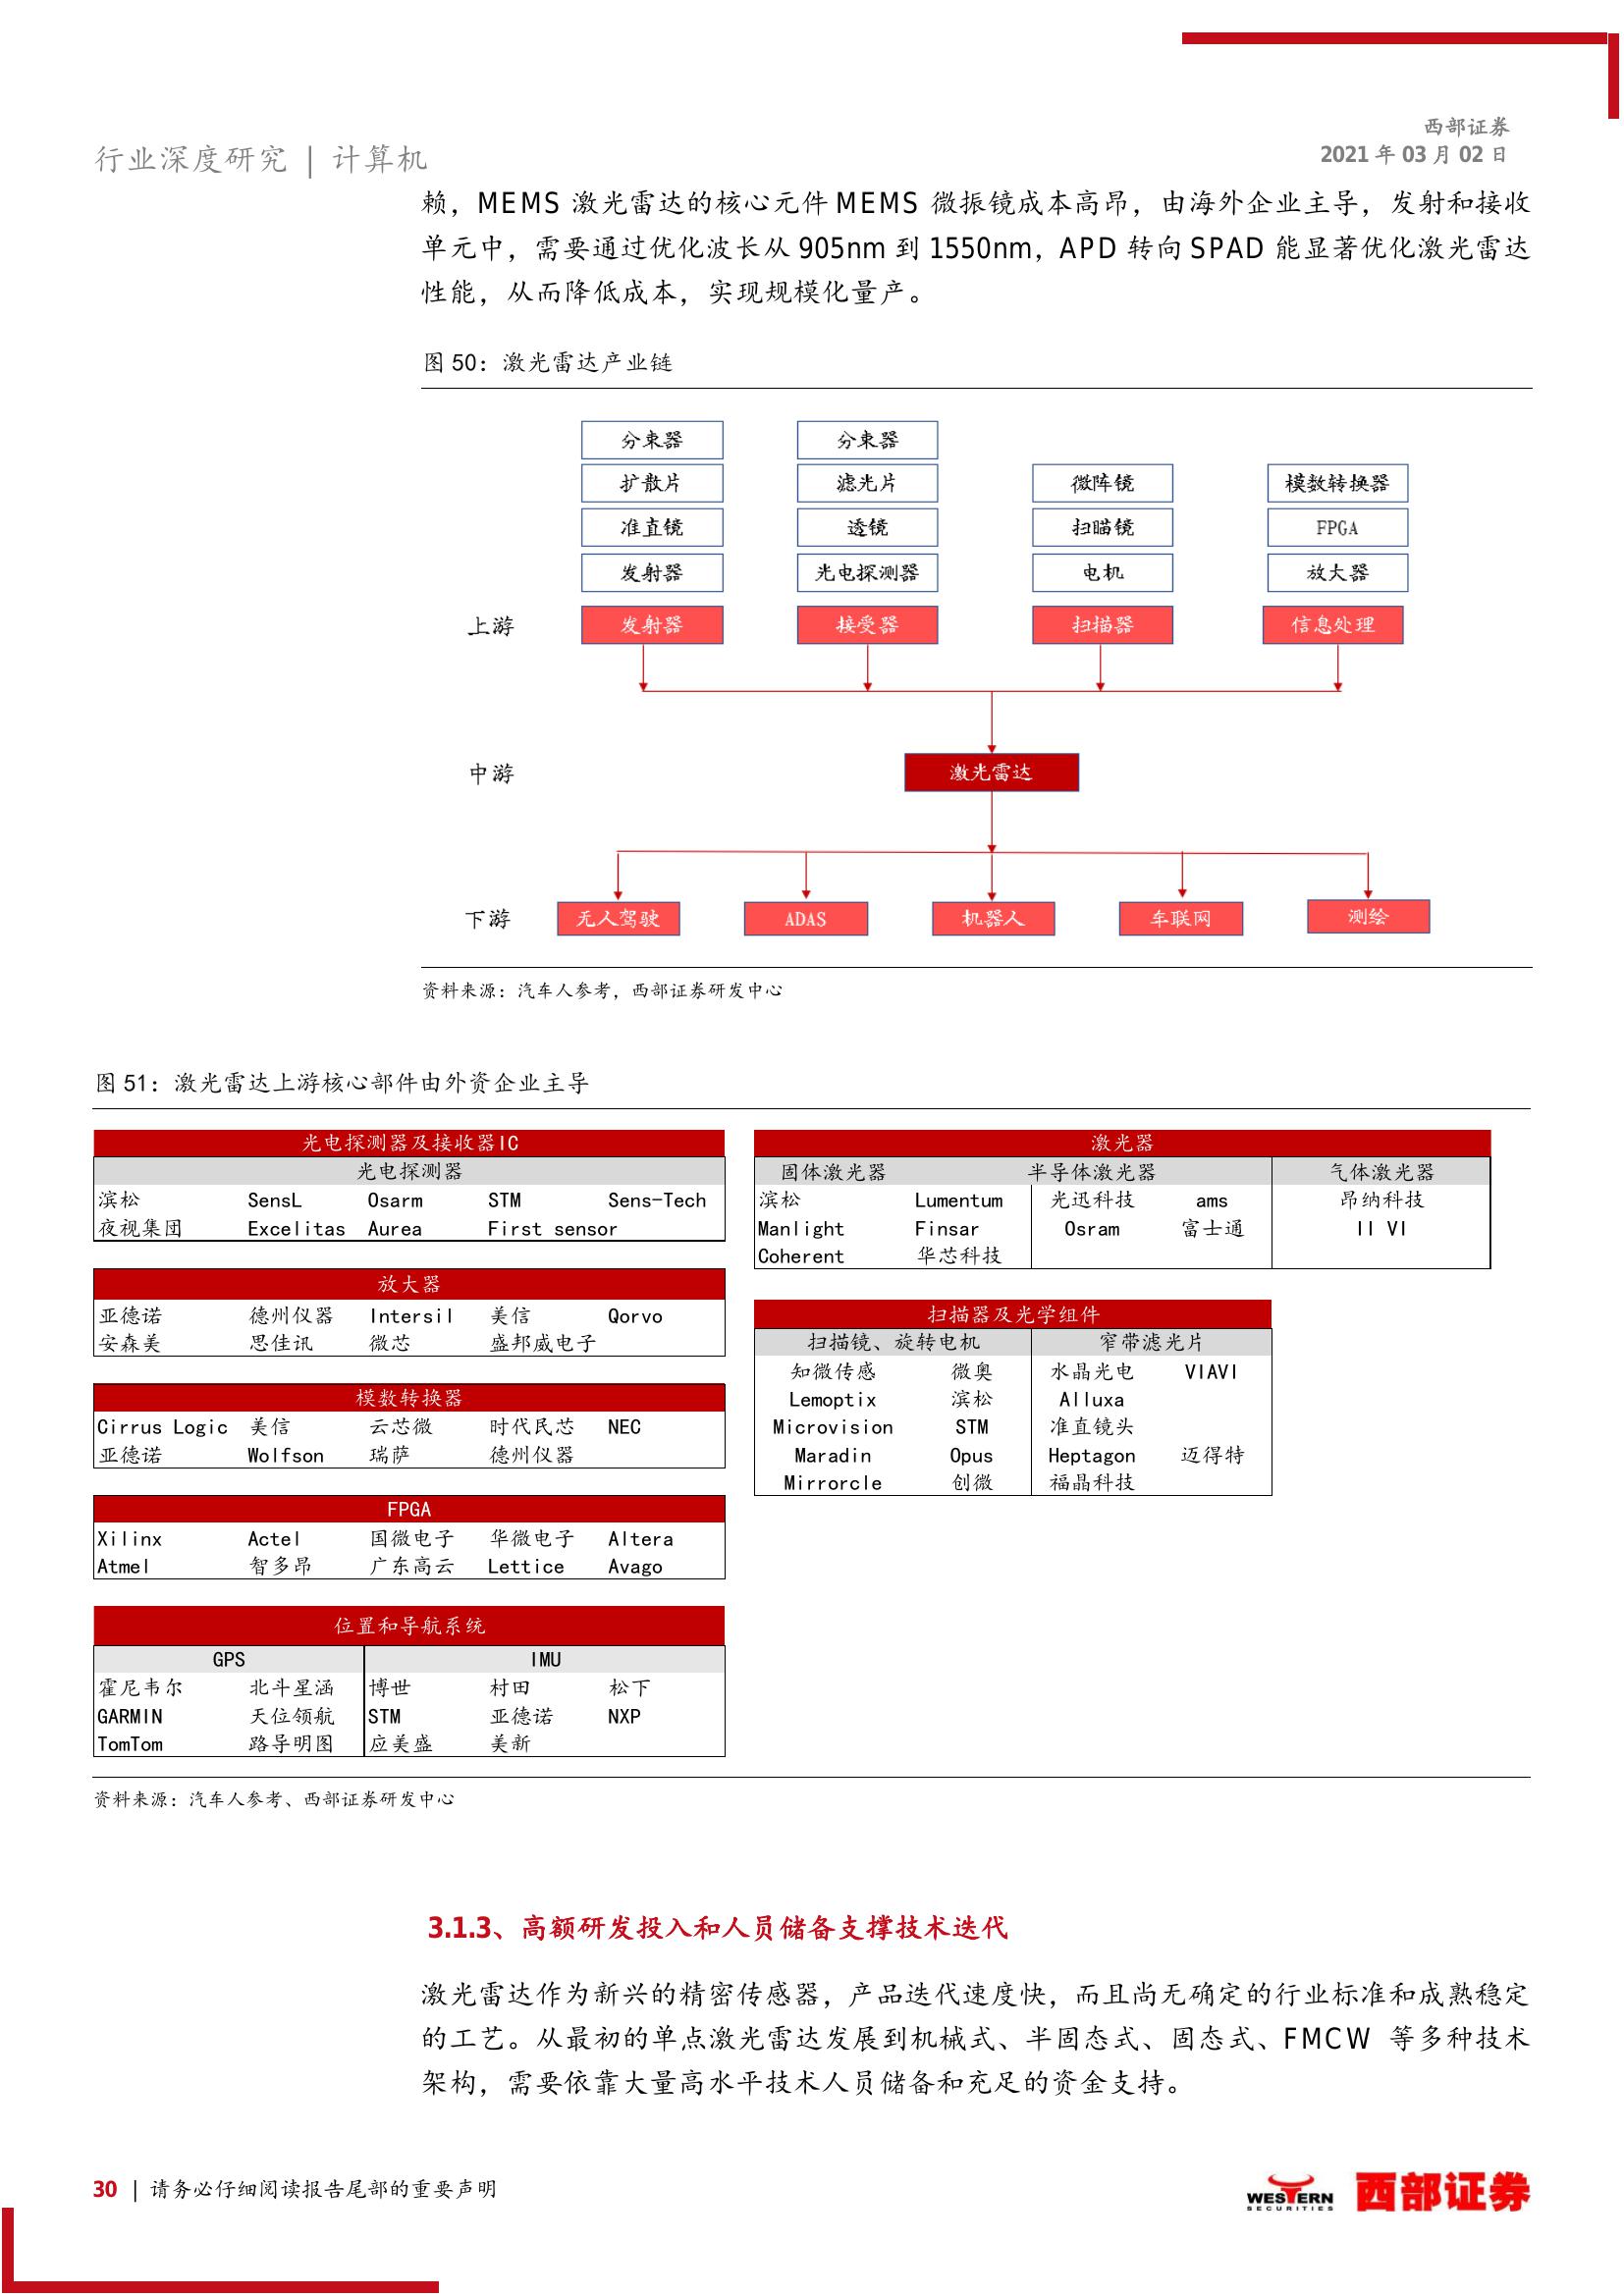 西部证券
行业深度研究 | 计算机
2021 年 03 月 02 日
赖，MEMS 激光雷达的核心元件 MEMS 微振镜成本高昂，由海外企业主导，发射和接收
单元中，需要通过优化波长从 905nm 到 1550nm，APD 转向 SPAD 能显著优化激光雷达
性能，从而降低成本，实现规模化量产。
图 50：激光雷达产业链
分束器 分束器
扩散片 滤光片 微阵镜 模数转换器
准直镜 透镜 扫瞄镜 FPGA
发射器 光电探测器 电机 放大器
上游 发射器 接受器 扫描器 信息处理
中游 激光雷达
下游 无人驾驶 ADAS 机器人 车联网 测绘
资料来源：汽车人参考，西部证券研发中心
图 51：激光雷达上游核心部件由外资企业主导
光电探测器及接收器IC
光电探测器
滨松 SensL Osarm STM Sens-Tech
夜视集团 Excelitas Aurea First sensor
放大器
亚德诺 德州仪器 Intersil 美信 Qorvo
安森美 思佳讯 微芯 盛邦威电子
模数转换器
Cirrus Logic 美信 云芯微 时代民芯 NEC
亚德诺 Wolfson 瑞萨 德州仪器
FPGA
Xilinx Actel 国微电子 华微电子 Altera
Atmel 智多昂 广东高云 Lettice Avago
位置和导航系统
GPS IMU
霍尼韦尔 北斗星涵 博世 村田 松下
GARMIN 天位领航 STM 亚德诺 NXP
TomTom 路导明图 应美盛 美新
激光器
固体激光器 半导体激光器 气体激光器
滨松 Lumentum 光迅科技 ams 昂纳科技
Manlight Finsar Osram 富士通 II VI
Coherent 华芯科技
扫描器及光学组件
扫描镜、旋转电机 窄带滤光片
知微传感 微奥 水晶光电 VIAVI
Lemoptix 滨松 Alluxa
Microvision STM 准直镜头
Maradin Opus Heptagon 迈得特
Mirrorcle 创微 福晶科技
资料来源：汽车人参考、西部证券研发中心
3.1.3、高额研发投入和人员储备支撑技术迭代
激光雷达作为新兴的精密传感器，产品迭代速度快，而且尚无确定的行业标准和成熟稳定
的工艺。从最初的单点激光雷达发展到机械式、半固态式、固态式、FMCW 等多种技术
架构，需要依靠大量高水平技术人员储备和充足的资金支持。
30 | 请务必仔细阅读报告尾部的重要声明
WESTERN
SECURITIES
西部证券